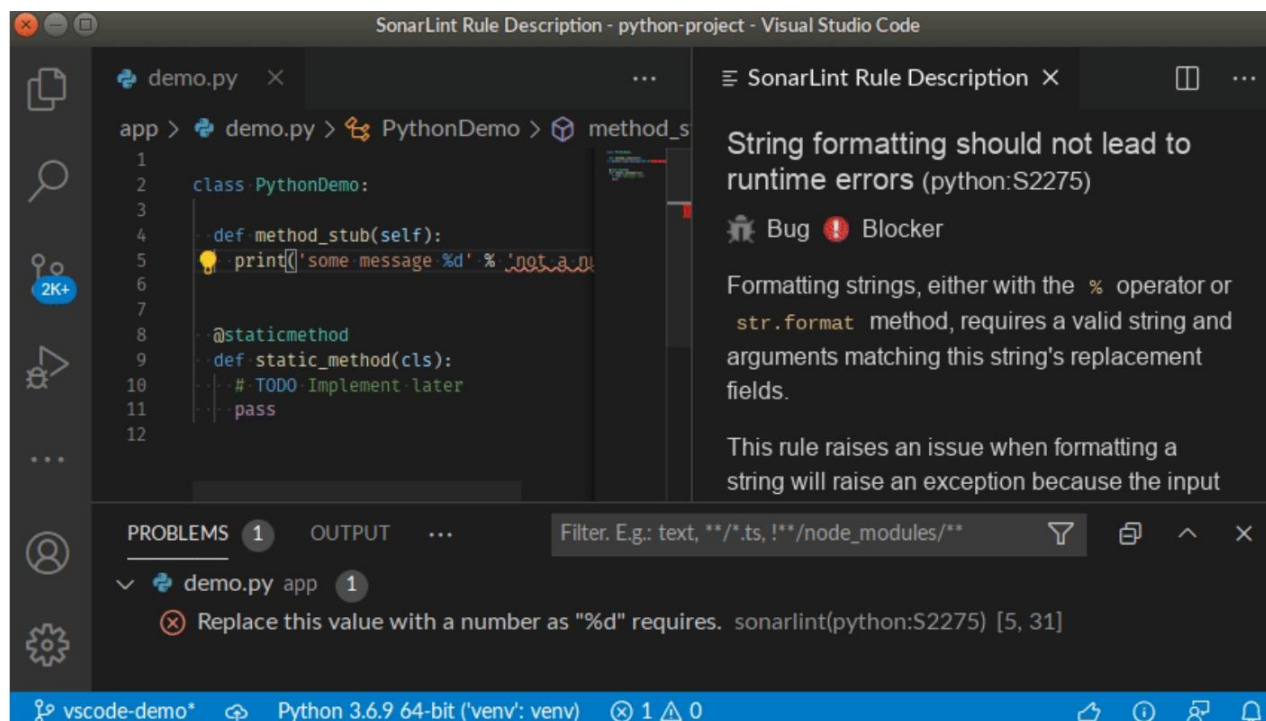 SonarLint Rule Description - python-project - Visual Studio Code
demo.py
SonarLint Rule Description
app > demo.py > PythonDemo >
String formatting should not lead to
runtime errors (python:S2275)
Bug Blocker
Formatting strings, either with the % operator or
str.format method, requires a valid string and
arguments matching this string's replacement
fields.
This rule raises an issue when formatting a
string will raise an exception because the input
1
2 class PythonDemo:
3
4 def method_stub(self):
5 print('some message %d' % 'not a
6
7
8 @staticmethod
9 def static_method(cls):
10 # TODO Implement later
11 pass
12
2K+
PROBLEMS 1 OUTPUT ... Filter. E.g.: text, **/*.ts, !**/node_modules/**
demo.py app 1
Replace this value with a number as "%d" requires. sonarlint(python:S2275) [5, 31]
vscode-demo* Python 3.6.9 64-bit ('venv': venv) 1 0